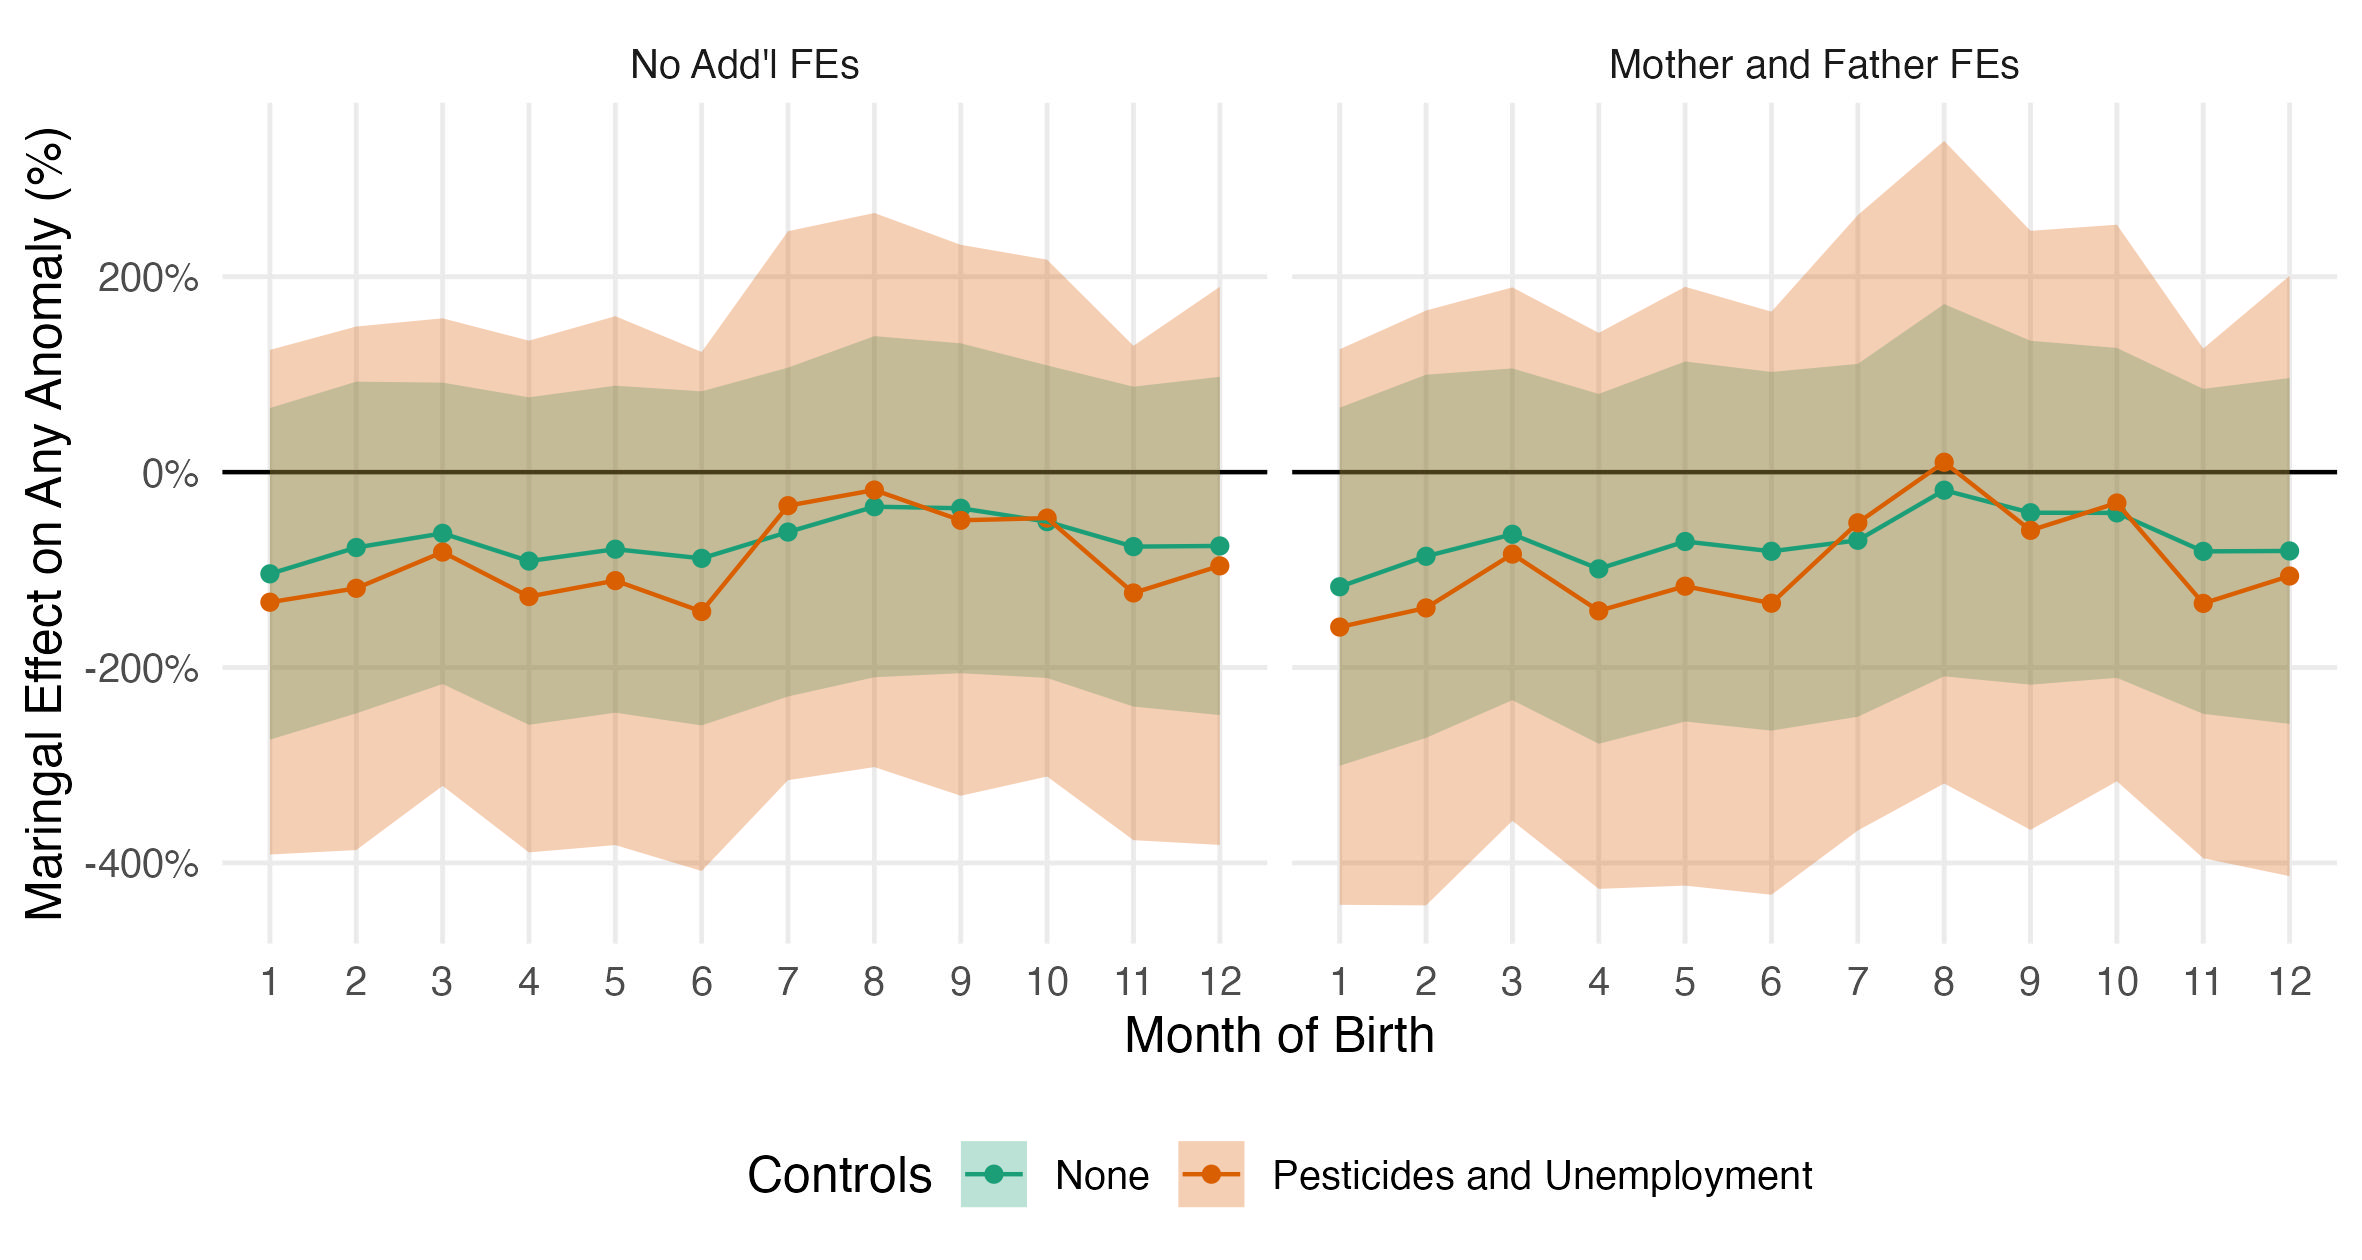 No Add'l FEs
Mother and Father FEs
Maringal Effect on Any Anomaly (%)
200%
0%
-200%
-400%
1 2 3 4 5 6 7 8 9 10 11 12
1 2 3 4 5 6 7 8 9 10 11 12
Month of Birth
Controls None Pesticides and Unemployment